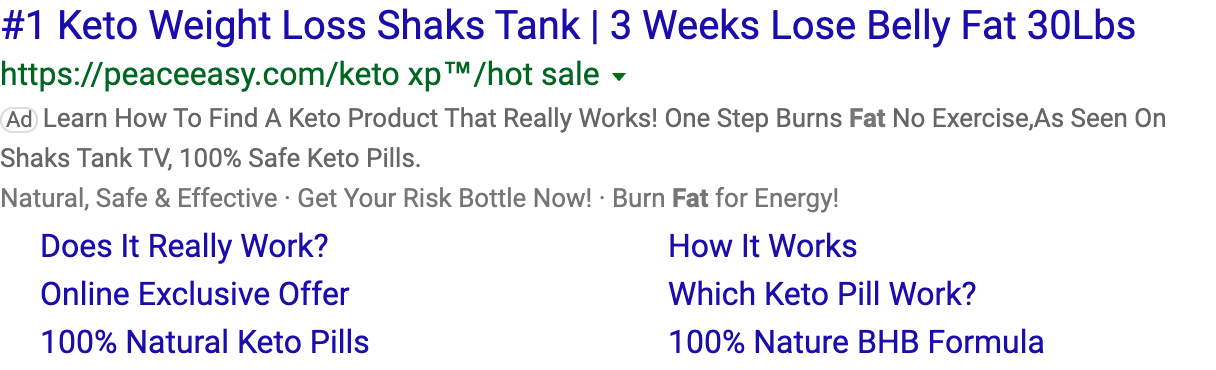 #1 Keto Weight Loss Shaks Tank | 3 Weeks Lose Belly Fat 30Lbs
https://peaceeasy.com/keto xp™/hot sale
Ad Learn How To Find A Keto Product That Really Works! One Step Burns Fat No Exercise,As Seen On
Shaks Tank TV, 100% Safe Keto Pills.
Natural, Safe & Effective · Get Your Risk Bottle Now! · Burn Fat for Energy!
Does It Really Work? How It Works
Online Exclusive Offer Which Keto Pill Work?
100% Natural Keto Pills 100% Nature BHB Formula